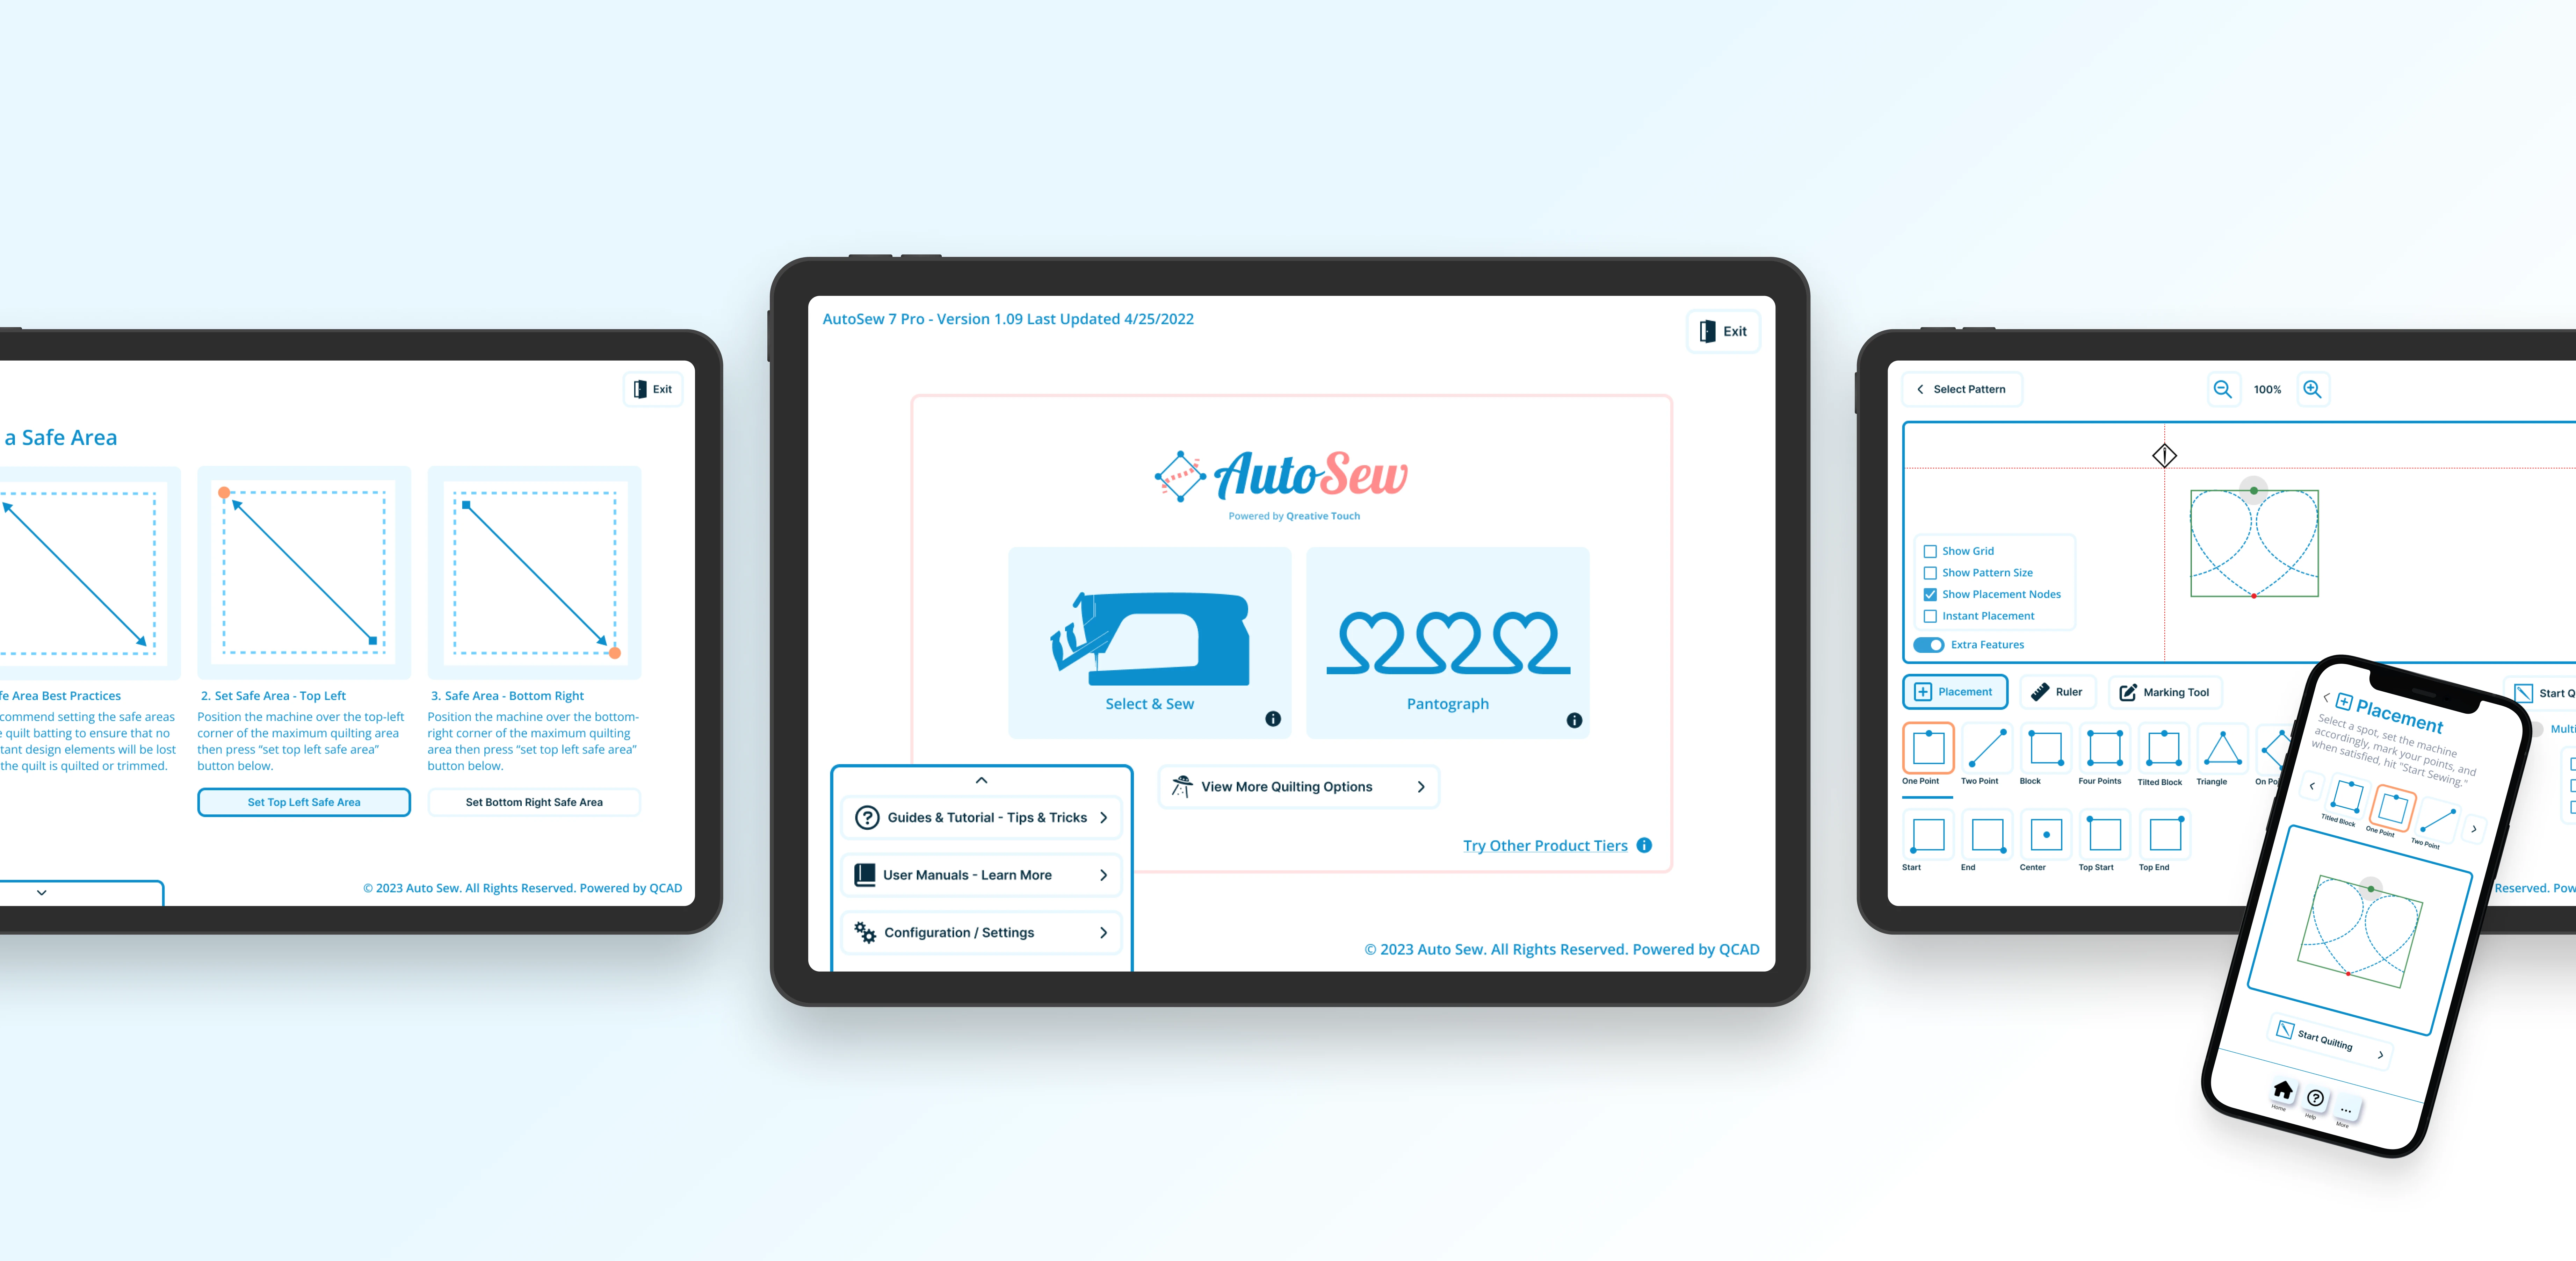 Exit
a Safe Area
fe Area Best Practices
commend setting the safe areas
e quilt batting to ensure that no
tant design elements will be lost
the quilt is quilted or trimmed.
2. Set Safe Area - Top Left
Position the machine over the top-left
corner of the maximum quilting area
then press “set top left safe area”
button below.
Set Top Left Safe Area
3. Safe Area - Bottom Right
Position the machine over the bottom-
right corner of the maximum quilting
area then press “set top left safe area”
button below.
Set Bottom Right Safe Area
© 2023 Auto Sew. All Rights Reserved. Powered by QCAD
AutoSew 7 Pro - Version 1.09 Last Updated 4/25/2022
Exit
AutoSew
Powered by Qreative Touch
Select & Sew
Pantograph
View More Quilting Options
Try Other Product Tiers
Guides & Tutorial - Tips & Tricks
User Manuals - Learn More
Configuration / Settings
© 2023 Auto Sew. All Rights Reserved. Powered by QCAD
Select Pattern
100%
Show Grid
Show Pattern Size
Show Placement Nodes
Instant Placement
Extra Features
Placement
Ruler
Marking Tool
Start Q
Multi
One Point
Two Point
Block
Four Points
Tilted Block
Triangle
On Po
Start
End
Center
Top Start
Top End
Reserved. Pow
Placement
Select a spot, set the machine
accordingly, mark your points, and
when satisfied, hit "Start Sewing."
Titled Block
One Point
Two Point
Start Quilting
Home
Help
More